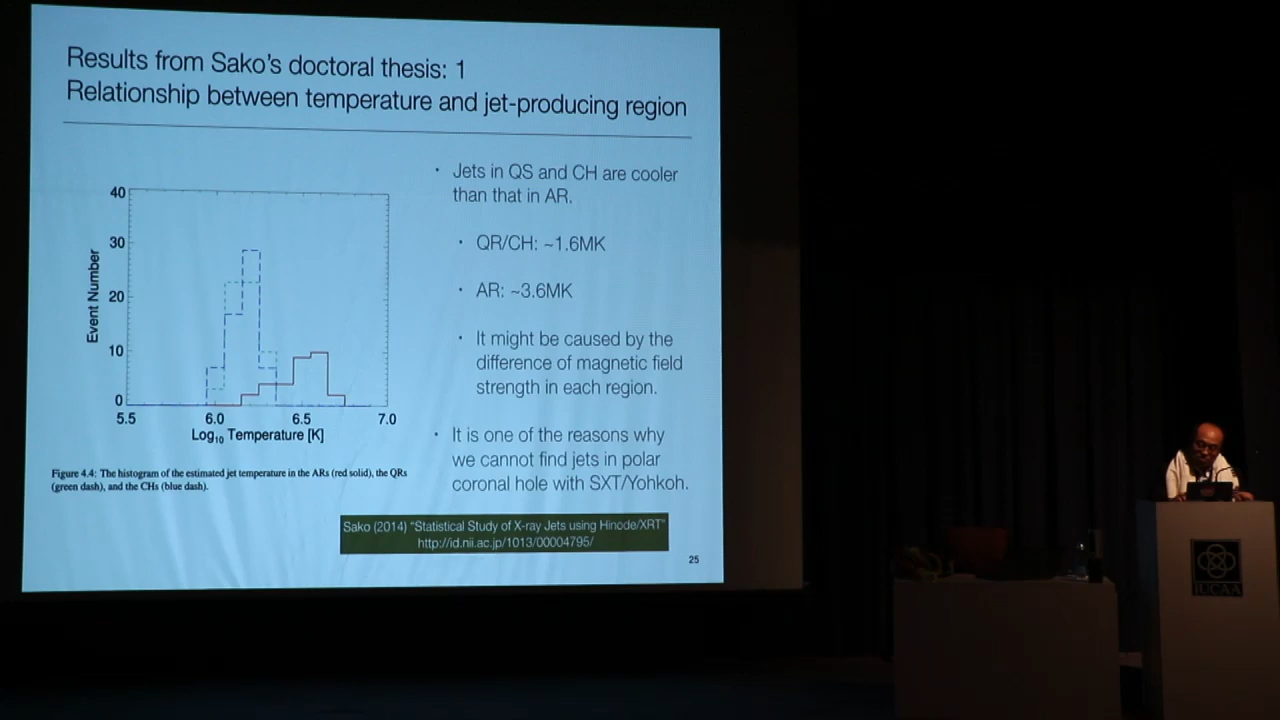 Results from Sako's doctoral thesis: 1
Relationship between temperature and jet-producing region
40
30
20
10
0
Event Number
5.5
6.0
6.5
7.0
Log10 Temperature [K]
Figure 4.4: The histogram of the estimated jet temperature in the ARs (red solid), the QRs
(green dash), and the CHs (blue dash).
· Jets in QS and CH are cooler
than that in AR.
· QR/CH: ~1.6MK
· AR: ~3.6MK
· It might be caused by the
difference of magnetic field
strength in each region.
· It is one of the reasons why
we cannot find jets in polar
coronal hole with SXT/Yohkoh.
Sako (2014) "Statistical Study of X-ray Jets using Hinode/XRT"
http://id.nii.ac.jp/1013/00004795/
25
IUCAA